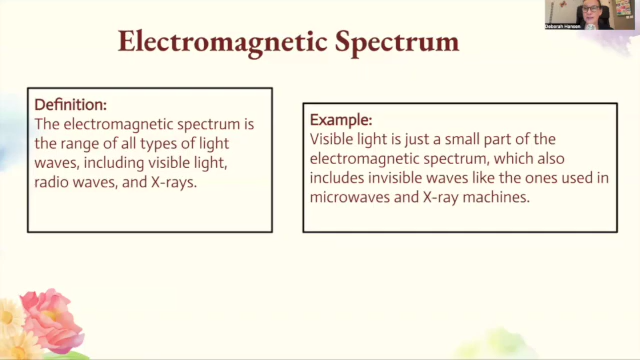 Electromagnetic Spectrum
Definition:
The electromagnetic spectrum is
the range of all types of light
waves, including visible light,
radio waves, and X-rays.
Example:
Visible light is just a small part of the
electromagnetic spectrum, which also
includes invisible waves like the ones used in
microwaves and X-ray machines.
Deborah Hansen